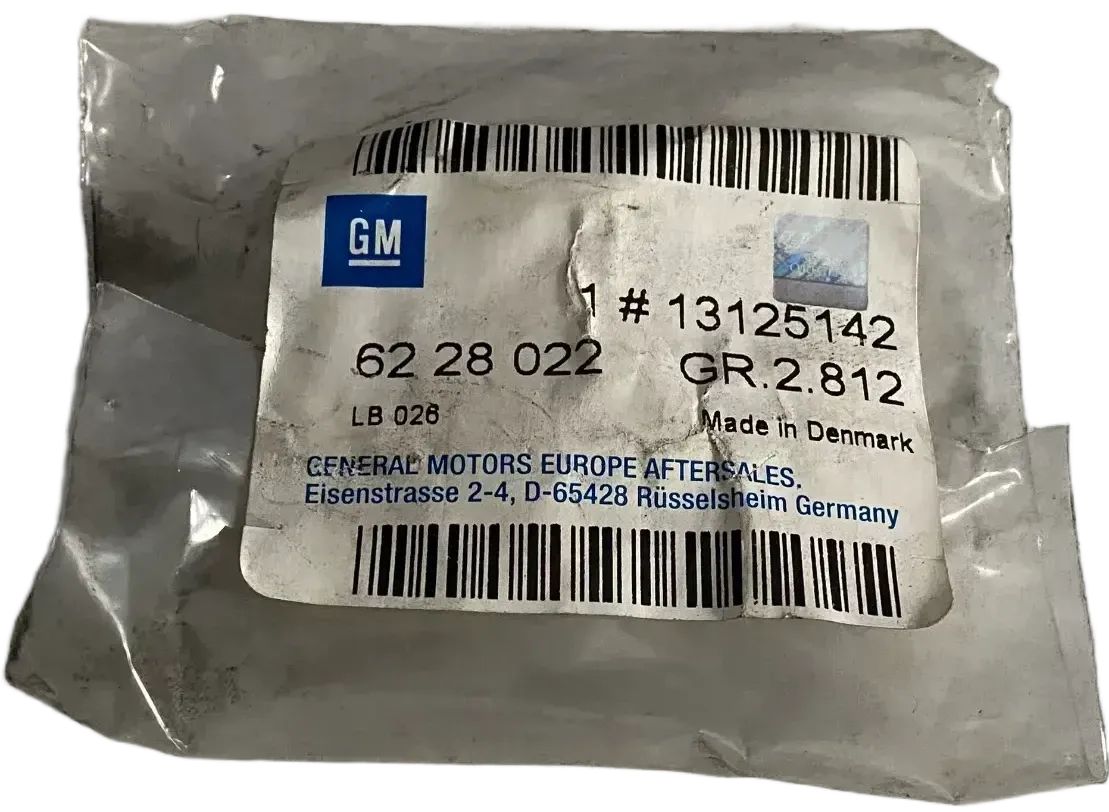 GM
1 # 13125142
62 28 022 GR.2.812
LB 026 Made in Denmark
GENERAL MOTORS EUROPE AFTERSALES.
Eisenstrasse 2-4, D-65428 Rüsselsheim Germany